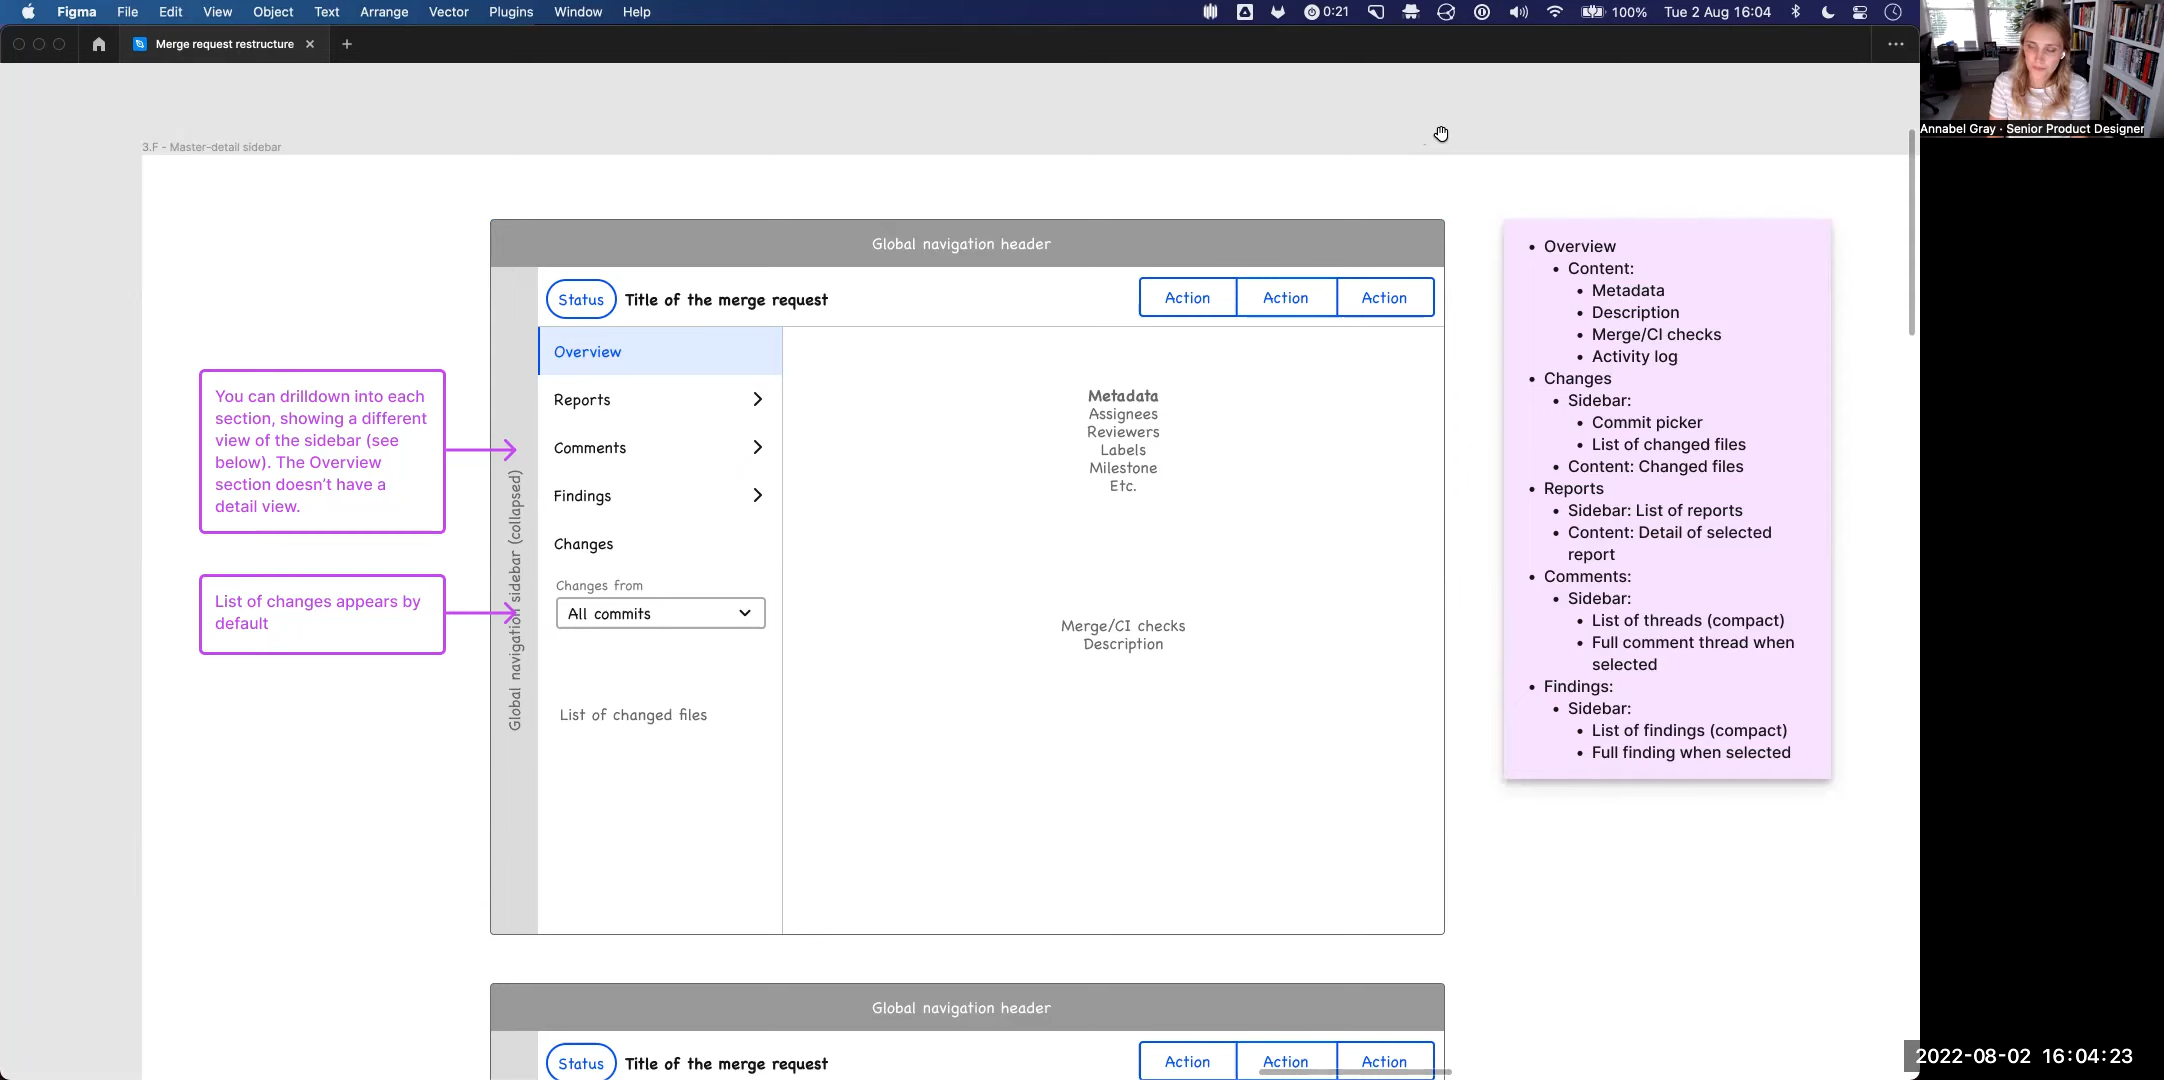 Figma File Edit View Object Text Arrange Vector Plugins Window Help 0:21 100% Tue 2 Aug 16:04
Merge request restructure
Annabel Gray · Senior Product Designer
3.F - Master-detail sidebar
Global navigation header
Status Title of the merge request Action Action Action
Global navigation sidebar (collapsed)
Overview
Reports
Comments
Findings
Changes
Changes from
All commits
List of changed files
Metadata
Assignees
Reviewers
Labels
Milestone
Etc.
Merge/CI checks
Description
You can drilldown into each
section, showing a different
view of the sidebar (see
below). The Overview
section doesn't have a
detail view.
List of changes appears by
default
• Overview
• Content:
• Metadata
• Description
• Merge/CI checks
• Activity log
• Changes
• Sidebar:
• Commit picker
• List of changed files
• Content: Changed files
• Reports
• Sidebar: List of reports
• Content: Detail of selected
report
• Comments:
• Sidebar:
• List of threads (compact)
• Full comment thread when
selected
• Findings:
• Sidebar:
• List of findings (compact)
• Full finding when selected
Global navigation header
Status Title of the merge request Action Action Action
2022-08-02 16:04:23